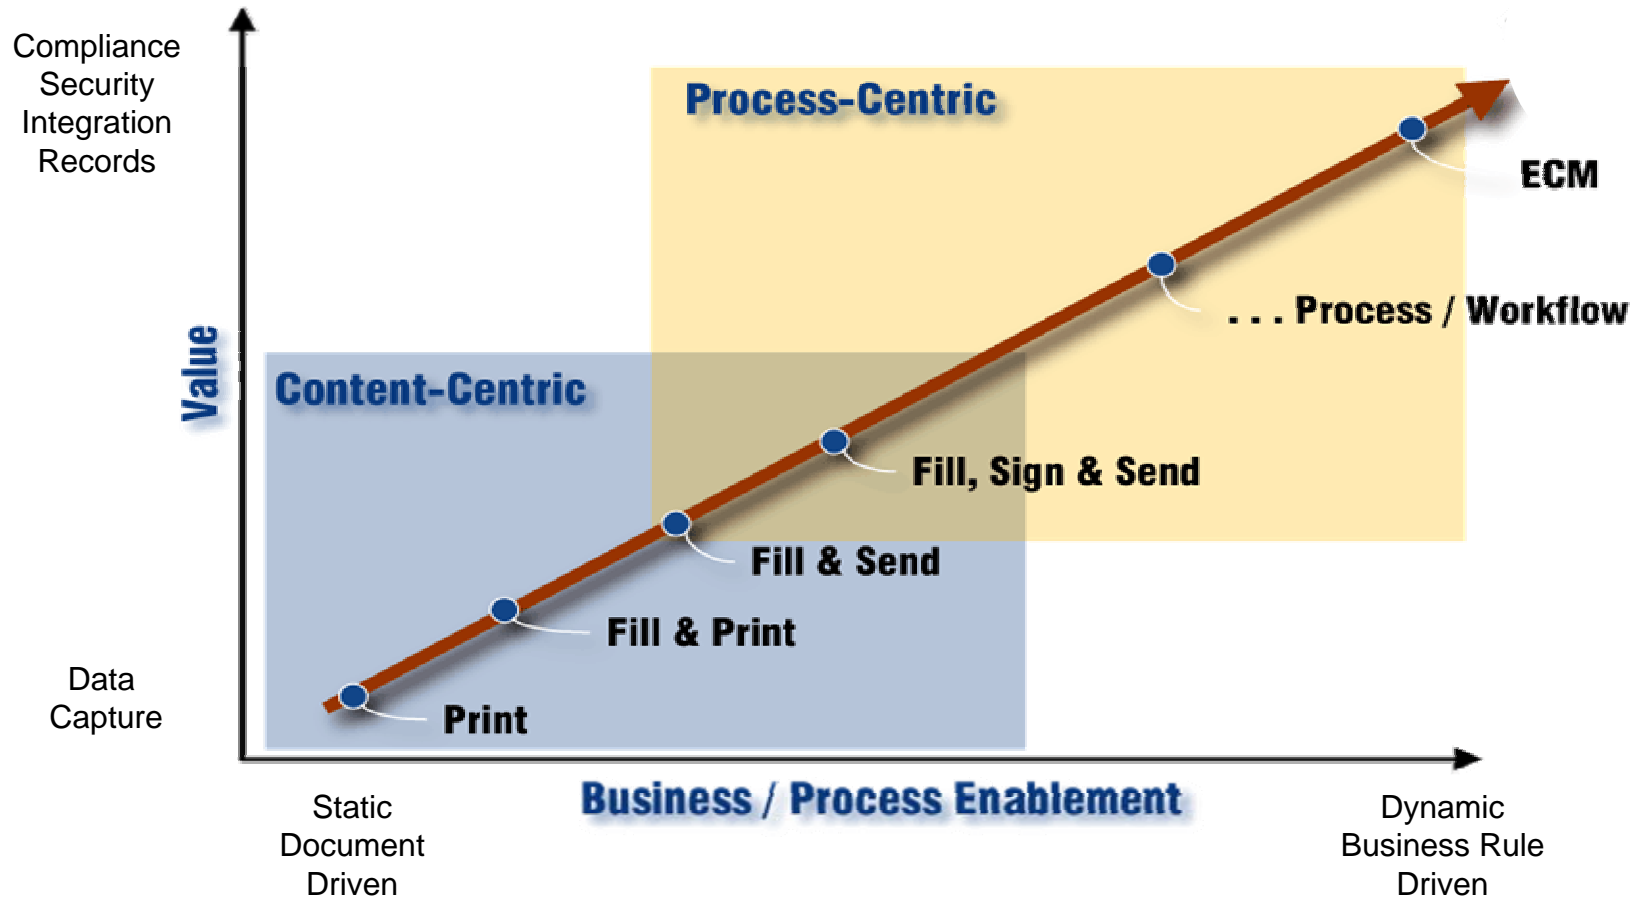 Compliance
Security
Integration
Records
Process-Centric
ECM
... Process / Workflow
Value
Content-Centric
Fill, Sign & Send
Fill & Send
Fill & Print
Data
Capture
Print
Business / Process Enablement
Static
Document
Driven
Dynamic
Business Rule
Driven